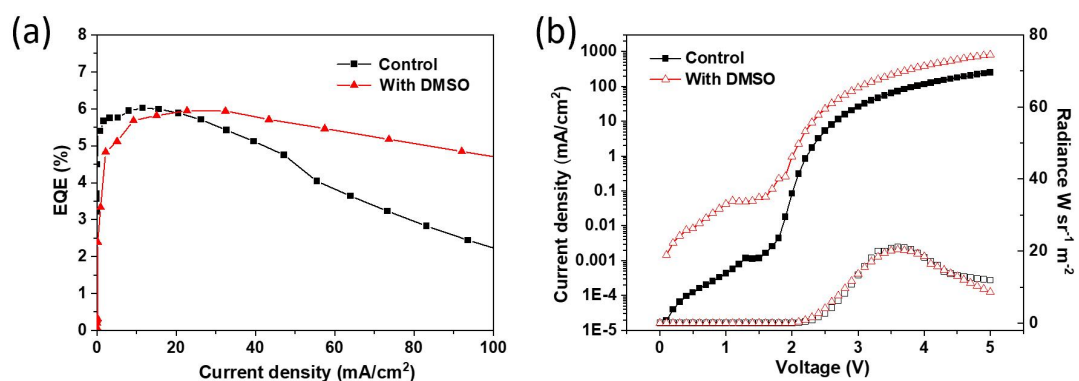 (a)
Control
With DMSO
EQE (%)
8
7
6
5
4
3
2
1
0
0 20 40 60 80 100
Current density (mA/cm²)
(b)
Control
With DMSO
Current density (mA/cm²)
1000
100
10
1
0.1
0.01
0.001
1E-4
1E-5
0 1 2 3 4 5
Voltage (V)
80
60
40
20
0
Radiance W sr⁻¹ m⁻²